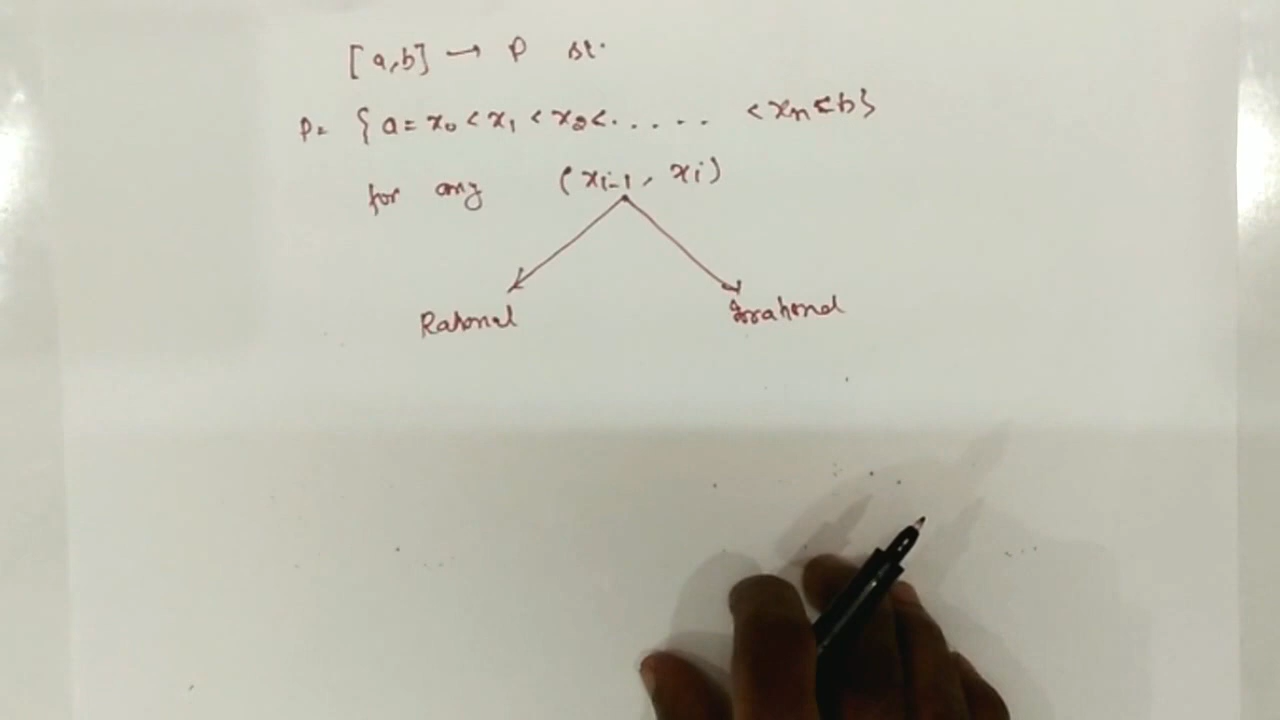 [a,b] → P st.
P = { a = x₀ < x₁ < x₂ < ..... < xₙ = b }
for any (xᵢ₋₁, xᵢ)
Rational Irrational